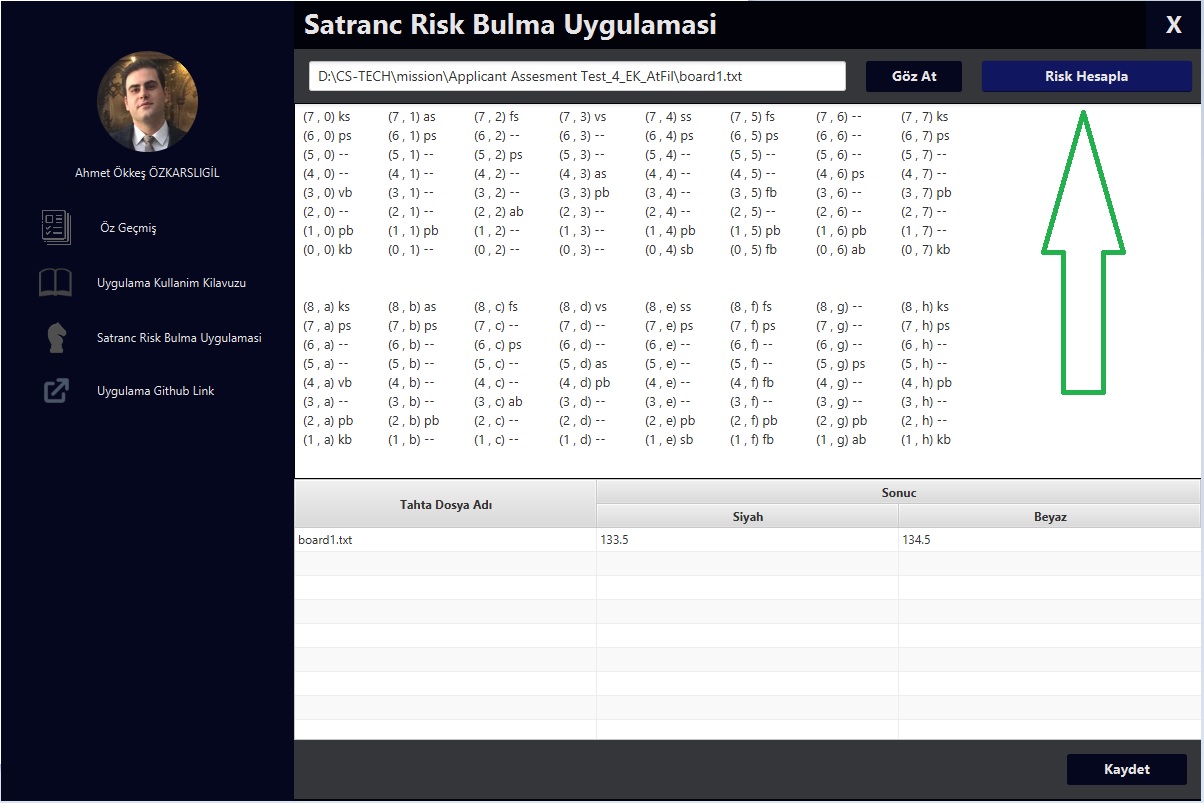 Satranc Risk Bulma Uygulamasi
X
D:\CS-TECH\mission\Applicant Assesment Test_4_EK_AtFil\board1.txt
Göz At
Risk Hesapla
Ahmet Ökkeş ÖZKARSLIGİL
Öz Geçmiş
Uygulama Kullanim Kilavuzu
Satranc Risk Bulma Uygulamasi
Uygulama Github Link
(7 , 0) ks (7 , 1) as (7 , 2) fs (7 , 3) vs (7 , 4) ss (7 , 5) fs (7 , 6) -- (7 , 7) ks
(6 , 0) ps (6 , 1) ps (6 , 2) -- (6 , 3) -- (6 , 4) ps (6 , 5) ps (6 , 6) -- (6 , 7) ps
(5 , 0) -- (5 , 1) -- (5 , 2) ps (5 , 3) -- (5 , 4) -- (5 , 5) -- (5 , 6) -- (5 , 7) --
(4 , 0) -- (4 , 1) -- (4 , 2) -- (4 , 3) as (4 , 4) -- (4 , 5) -- (4 , 6) ps (4 , 7) --
(3 , 0) vb (3 , 1) -- (3 , 2) -- (3 , 3) pb (3 , 4) -- (3 , 5) fb (3 , 6) -- (3 , 7) pb
(2 , 0) -- (2 , 1) -- (2 , 2) ab (2 , 3) -- (2 , 4) -- (2 , 5) -- (2 , 6) -- (2 , 7) --
(1 , 0) pb (1 , 1) pb (1 , 2) -- (1 , 3) -- (1 , 4) pb (1 , 5) pb (1 , 6) pb (1 , 7) --
(0 , 0) kb (0 , 1) -- (0 , 2) -- (0 , 3) -- (0 , 4) sb (0 , 5) fb (0 , 6) ab (0 , 7) kb
(8 , a) ks (8 , b) as (8 , c) fs (8 , d) vs (8 , e) ss (8 , f) fs (8 , g) -- (8 , h) ks
(7 , a) ps (7 , b) ps (7 , c) -- (7 , d) -- (7 , e) ps (7 , f) ps (7 , g) -- (7 , h) ps
(6 , a) -- (6 , b) -- (6 , c) ps (6 , d) -- (6 , e) -- (6 , f) -- (6 , g) -- (6 , h) --
(5 , a) -- (5 , b) -- (5 , c) -- (5 , d) as (5 , e) -- (5 , f) -- (5 , g) ps (5 , h) --
(4 , a) vb (4 , b) -- (4 , c) -- (4 , d) pb (4 , e) -- (4 , f) fb (4 , g) -- (4 , h) pb
(3 , a) -- (3 , b) -- (3 , c) ab (3 , d) -- (3 , e) -- (3 , f) -- (3 , g) -- (3 , h) --
(2 , a) pb (2 , b) pb (2 , c) -- (2 , d) -- (2 , e) pb (2 , f) pb (2 , g) pb (2 , h) --
(1 , a) kb (1 , b) -- (1 , c) -- (1 , d) -- (1 , e) sb (1 , f) fb (1 , g) ab (1 , h) kb
Tahta Dosya Adı
Sonuc
Siyah Beyaz
board1.txt 133.5 134.5
Kaydet